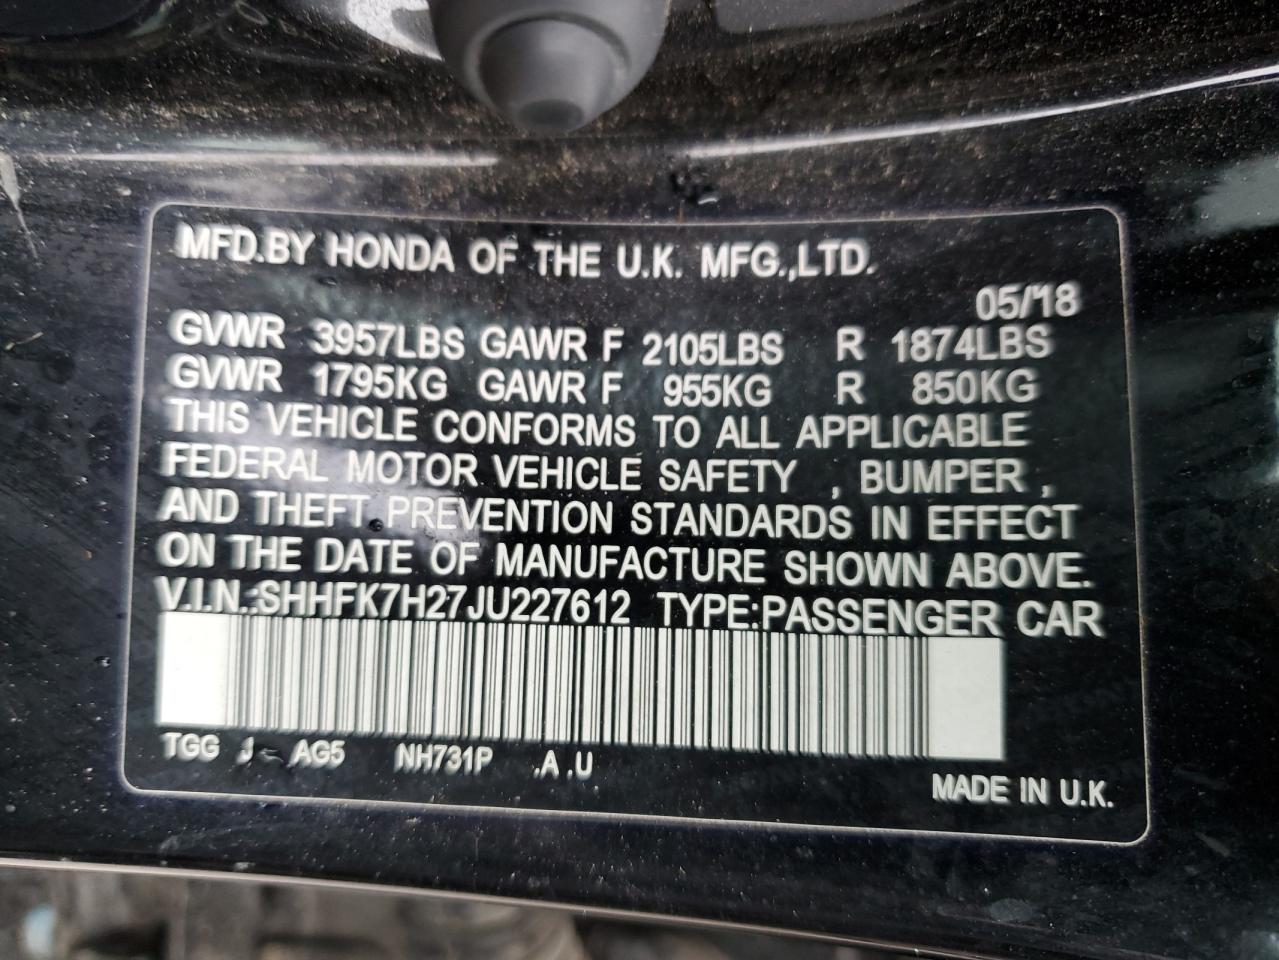 MFD.BY HONDA OF THE U.K. MFG.,LTD.
05/18
GVWR 3957LBS GAWR F 2105LBS R 1874LBS
GVWR 1795KG GAWR F 955KG R 850KG
THIS VEHICLE CONFORMS TO ALL APPLICABLE
FEDERAL MOTOR VEHICLE SAFETY , BUMPER ,
AND THEFT PREVENTION STANDARDS IN EFFECT
ON THE DATE OF MANUFACTURE SHOWN ABOVE.
V.I.N.:SHHFK7H27JU227612 TYPE:PASSENGER CAR
TGG J - AG5 NH731P .A .U
MADE IN U.K.